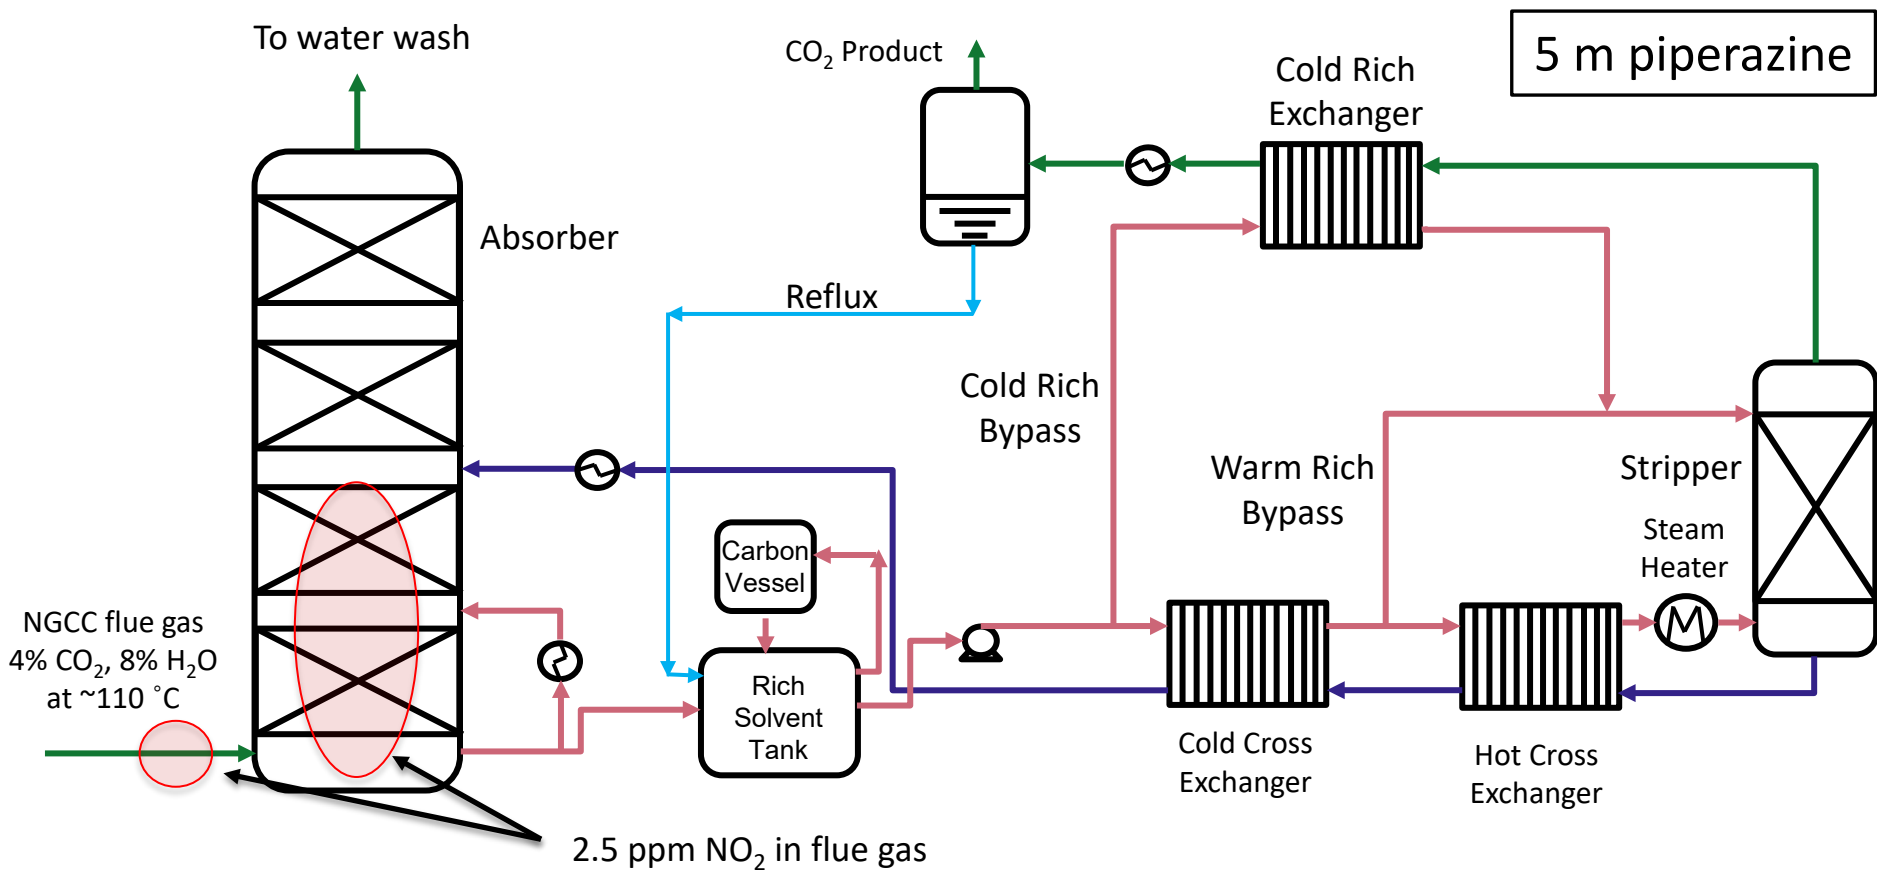 To water wash
CO₂ Product
Cold Rich
Exchanger
5 m piperazine
Absorber
Reflux
Cold Rich
Bypass
Warm Rich
Bypass
Stripper
Steam
Heater
Carbon
Vessel
NGCC flue gas
4% CO₂, 8% H₂O
at ~110 ˚C
Rich
Solvent
Tank
Cold Cross
Exchanger
Hot Cross
Exchanger
2.5 ppm NO₂ in flue gas